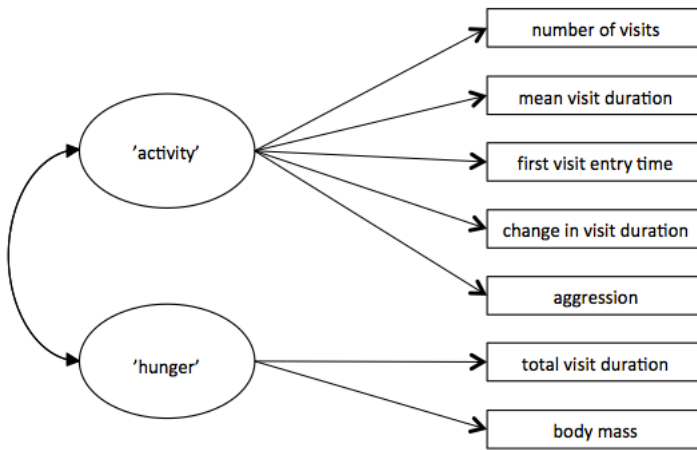 number of visits
mean visit duration
’activity’
first visit entry time
change in visit duration
aggression
’hunger’
total visit duration
body mass